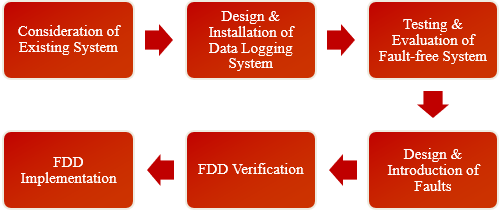 Consideration of
Existing System
Design &
Installation of
Data Logging
System
Testing &
Evaluation of
Fault-free System
Design &
Introduction of
Faults
FDD Verification
FDD
Implementation